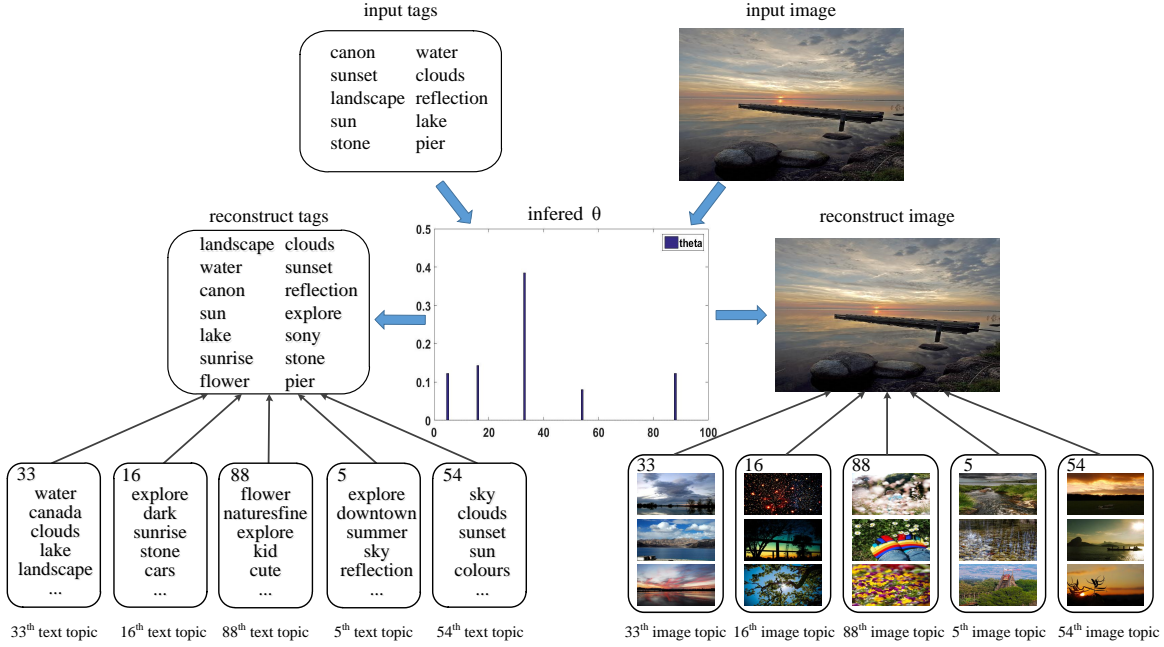 input tags
input image
canon water
sunset clouds
landscape reflection
sun lake
stone pier
reconstruct tags
infered θ
reconstruct image
landscape clouds
water sunset
canon reflection
sun explore
lake sony
sunrise stone
flower pier
0.5
0.4
0.3
0.2
0.1
0
theta
0 20 40 60 80 100
33
water
canada
clouds
lake
landscape
...
16
explore
dark
sunrise
stone
cars
...
88
flower
naturesfine
explore
kid
cute
...
5
explore
downtown
summer
sky
reflection
...
54
sky
clouds
sunset
sun
colours
...
33
16
88
5
54
33th text topic
16th text topic
88th text topic
5th text topic
54th text topic
33th image topic
16th image topic
88th image topic
5th image topic
54th image topic